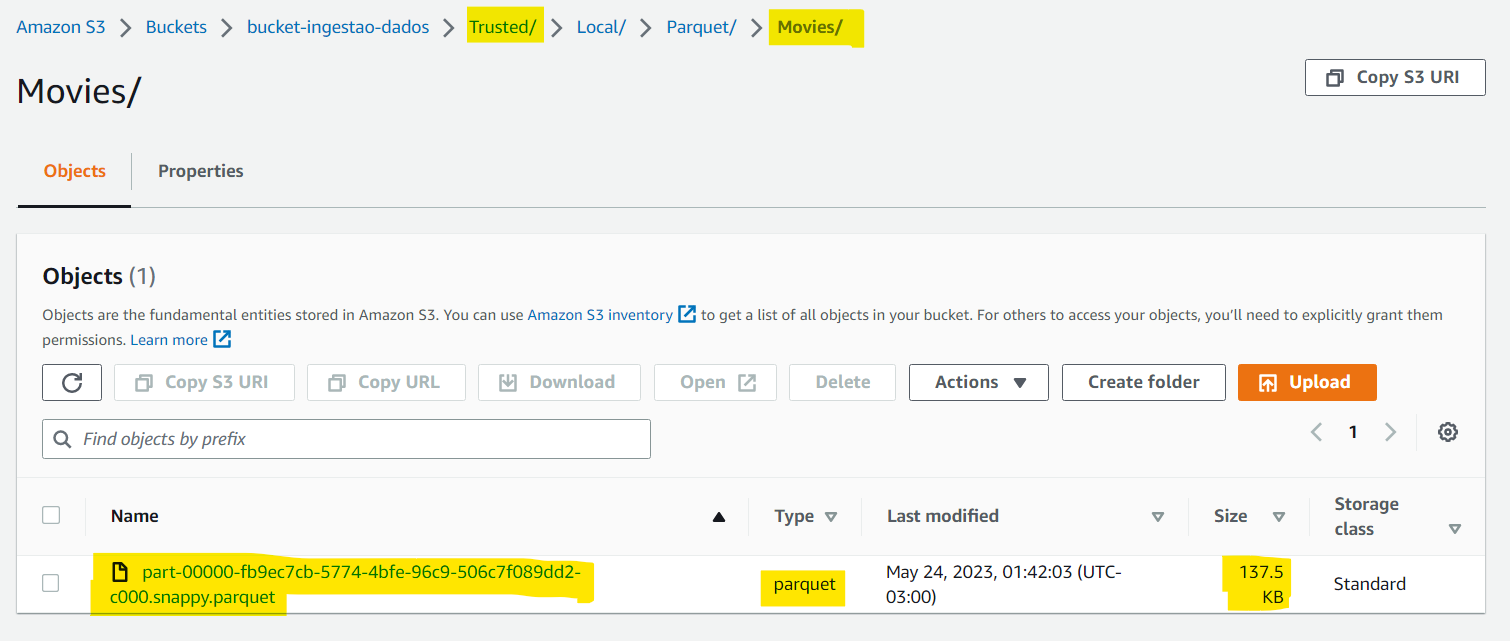 Amazon S3 > Buckets > bucket-ingestao-dados > Trusted/ > Local/ > Parquet/ > Movies/
Movies/
Copy S3 URI
Objects
Properties
Objects (1)
Objects are the fundamental entities stored in Amazon S3. You can use Amazon S3 inventory to get a list of all objects in your bucket. For others to access your objects, you'll need to explicitly grant them
permissions. Learn more
Copy S3 URI Copy URL Download Open Delete Actions Create folder Upload
Find objects by prefix
1
Name Type Last modified Size Storage
class
part-00000-fb9ec7cb-5774-4bfe-96c9-506c7f089dd2-
c000.snappy.parquet
parquet
May 24, 2023, 01:42:03 (UTC-
03:00)
137.5
KB
Standard